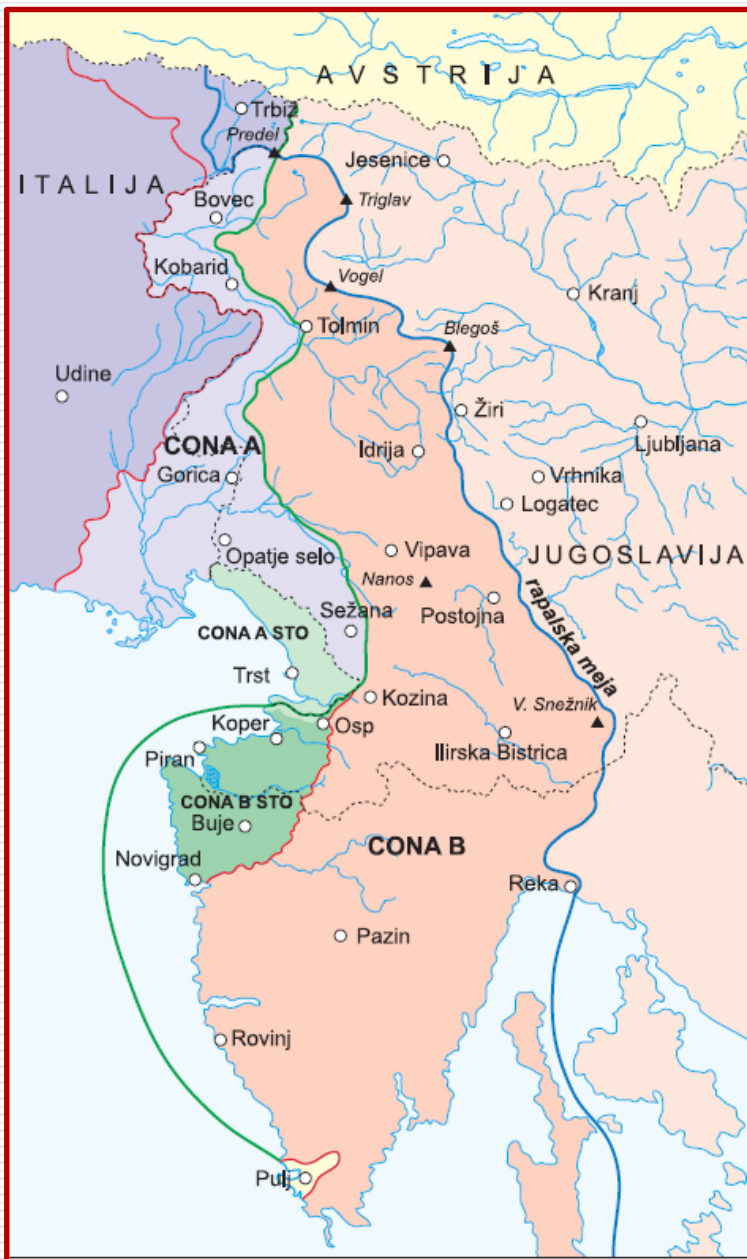 AVSTRIJA
Trbiž
Predel
Jesenice
ITALIJA
Bovec
Triglav
Kobarid
Vogel
Kranj
Tolmin
Blegoš
Udine
Žiri
Ljubljana
CONA A
Idrija
Gorica
Vrhnika
Logatec
Opatje selo
Vipava
JUGOSLAVIJA
Nanos
Postojna
rapalska meja
Sežana
CONA A STO
Trst
Kozina
V. Snežnik
Koper
Osp
Piran
Ilirska Bistrica
CONA B STO
Buje
CONA B
Novigrad
Reka
Pazin
Rovinj
Pulj